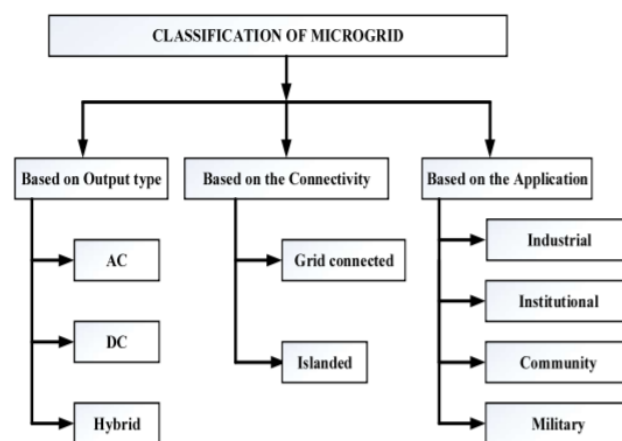 CLASSIFICATION OF MICROGRID
Based on Output type
Based on the Connectivity
Based on the Application
AC
DC
Hybrid
Grid connected
Islanded
Industrial
Institutional
Community
Military